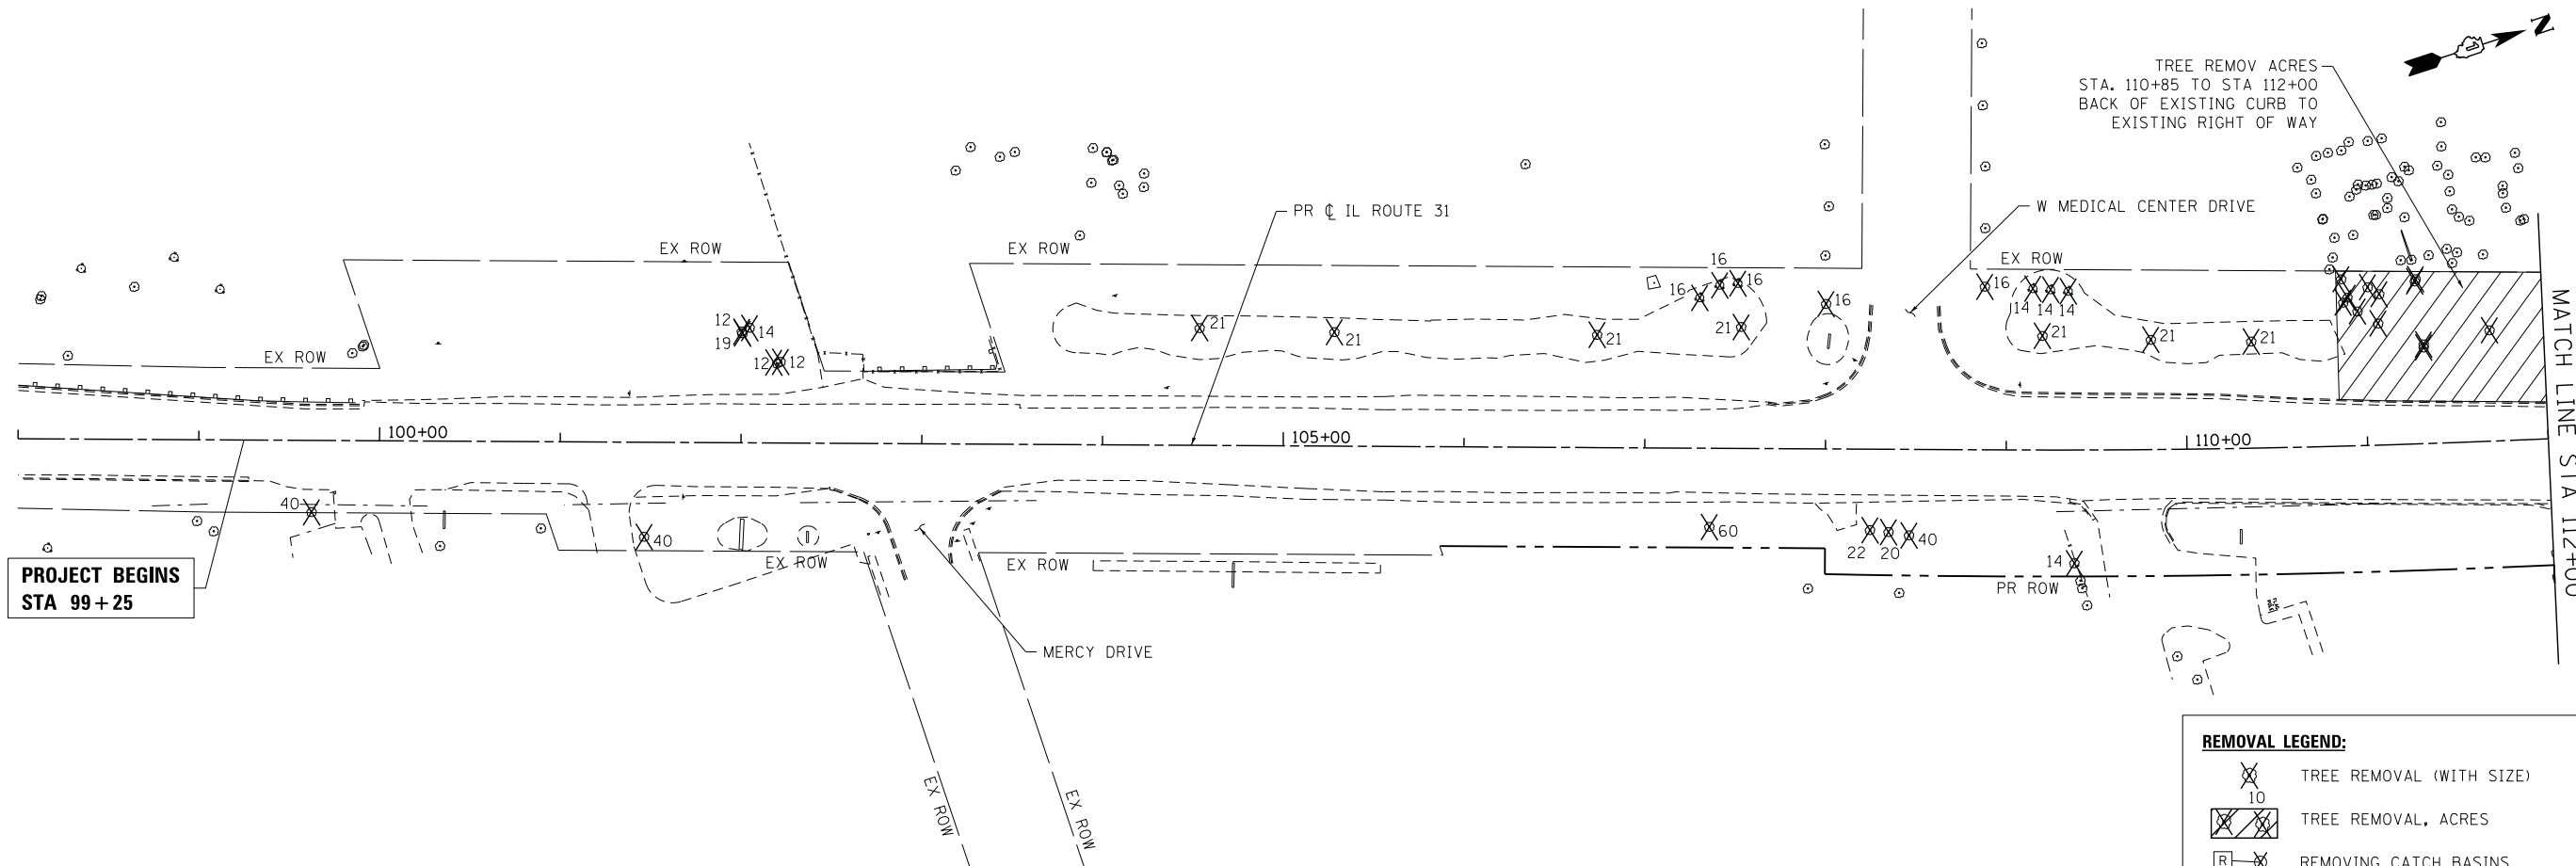 N
TREE REMOV ACRES
STA. 110+85 TO STA 112+00
BACK OF EXISTING CURB TO
EXISTING RIGHT OF WAY
PR ℄ IL ROUTE 31
W MEDICAL CENTER DRIVE
EX ROW
EX ROW
EX ROW
EX ROW
16
16
16
16
16
14
14
14
12
14
19
12
12
21
21
21
21
21
21
21
100+00
105+00
110+00
MATCH LINE STA 112+00
40
40
60
22
20
40
14
EX ROW
EX ROW
PR ROW
PROJECT BEGINS
STA 99+25
MERCY DRIVE
EX ROW
EX ROW
REMOVAL LEGEND:
TREE REMOVAL (WITH SIZE)
10
TREE REMOVAL, ACRES
R
REMOVING CATCH BASINS